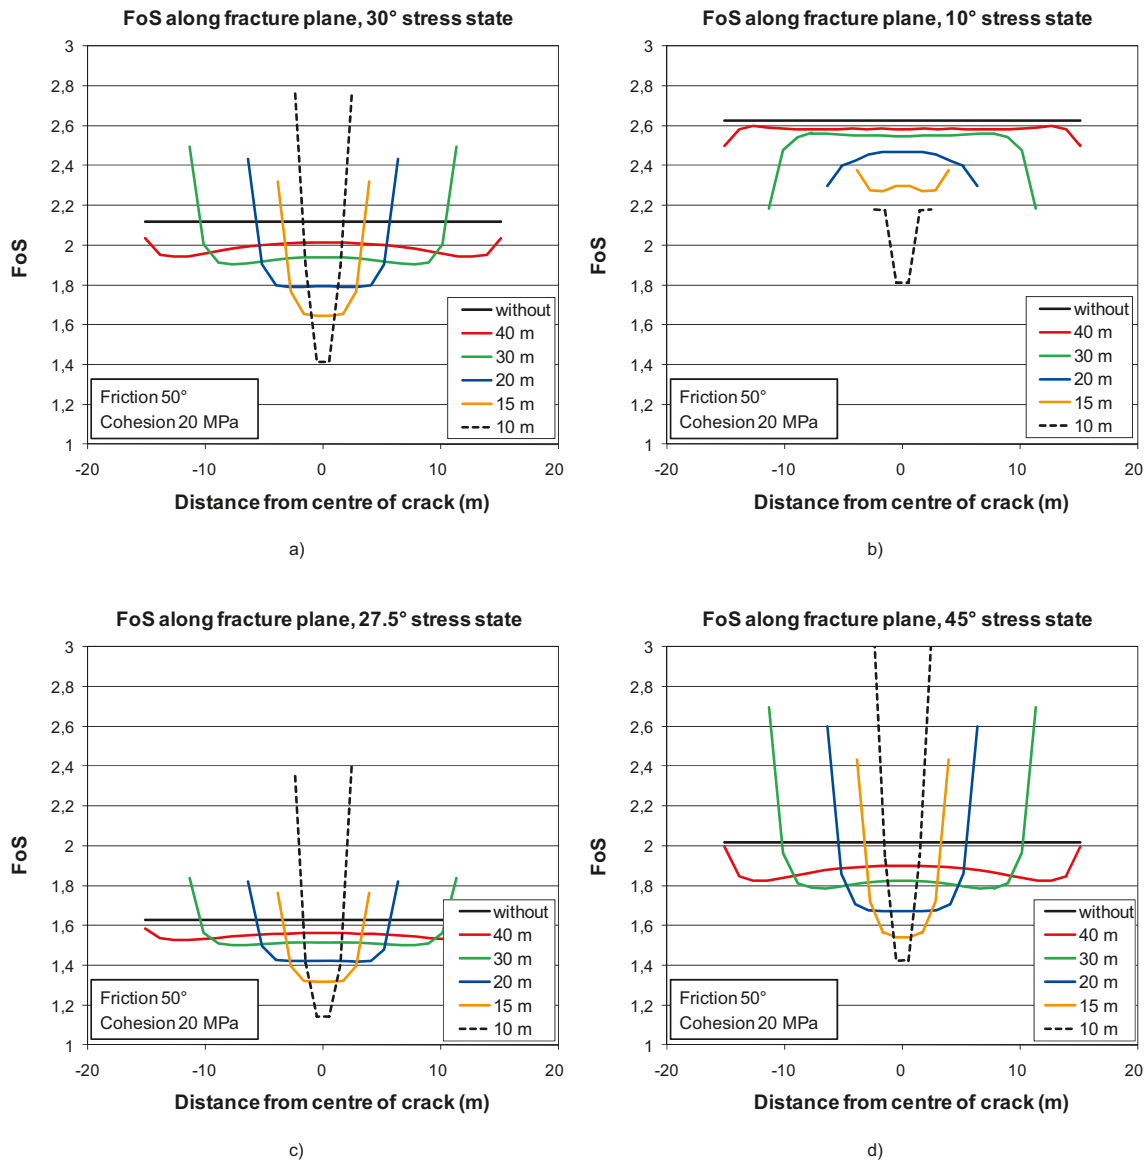 FoS along fracture plane, 30° stress state
3
2,8
2,6
2,4
2,2
2
1,8
1,6
1,4
1,2
1
FoS
-20 -10 0 10 20
Distance from centre of crack (m)
without
40 m
30 m
20 m
15 m
10 m
Friction 50°
Cohesion 20 MPa
a)
FoS along fracture plane, 10° stress state
3
2,8
2,6
2,4
2,2
2
1,8
1,6
1,4
1,2
1
FoS
-20 -10 0 10 20
Distance from centre of crack (m)
without
40 m
30 m
20 m
15 m
10 m
Friction 50°
Cohesion 20 MPa
b)
FoS along fracture plane, 27.5° stress state
3
2,8
2,6
2,4
2,2
2
1,8
1,6
1,4
1,2
1
FoS
-20 -10 0 10 20
Distance from centre of crack (m)
without
40 m
30 m
20 m
15 m
10 m
Friction 50°
Cohesion 20 MPa
c)
FoS along fracture plane, 45° stress state
3
2,8
2,6
2,4
2,2
2
1,8
1,6
1,4
1,2
1
FoS
-20 -10 0 10 20
Distance from centre of crack (m)
without
40 m
30 m
20 m
15 m
10 m
Friction 50°
Cohesion 20 MPa
d)